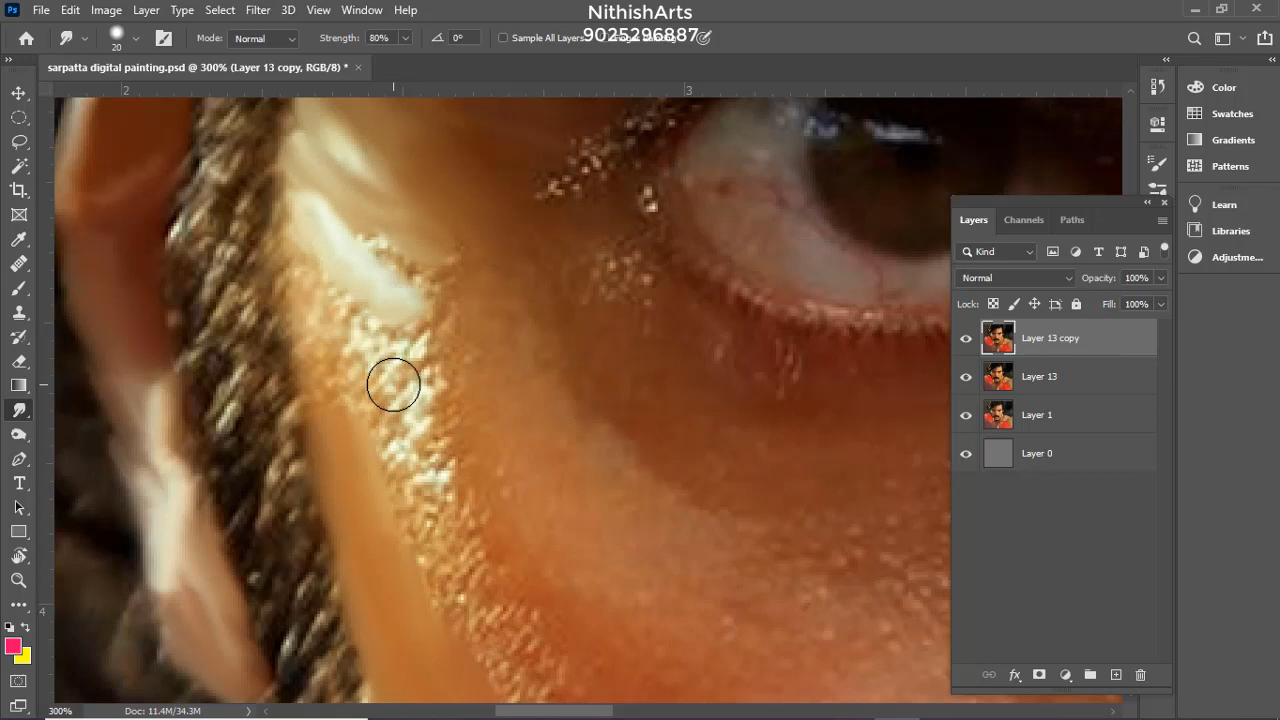 NithishArts
9025296887
File Edit Image Layer Type Select Filter 3D View Window Help
20 Mode: Normal Strength: 80% 0° Sample All Layers
sarpatta digital painting.psd @ 300% (Layer 13 copy, RGB/8) *
2 3
4
Color
Swatches
Gradients
Patterns
Learn
Libraries
Adjustme...
Layers Channels Paths
Kind
Normal Opacity: 100%
Lock: Fill: 100%
Layer 13 copy
Layer 13
Layer 1
Layer 0
fx
300% Doc: 11.4M/34.3M